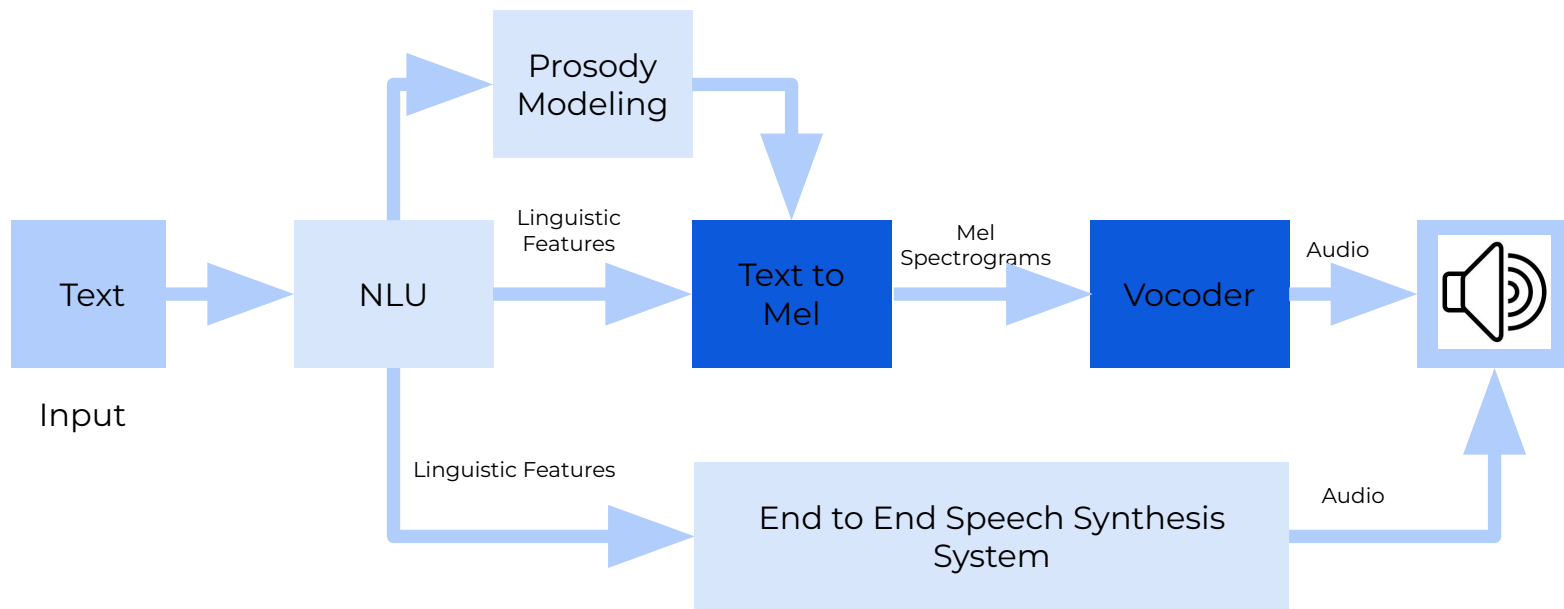 Prosody
Modeling
Linguistic
Features
Mel
Spectrograms
Audio
Text
NLU
Text to
Mel
Vocoder
Input
Linguistic Features
End to End Speech Synthesis
System
Audio